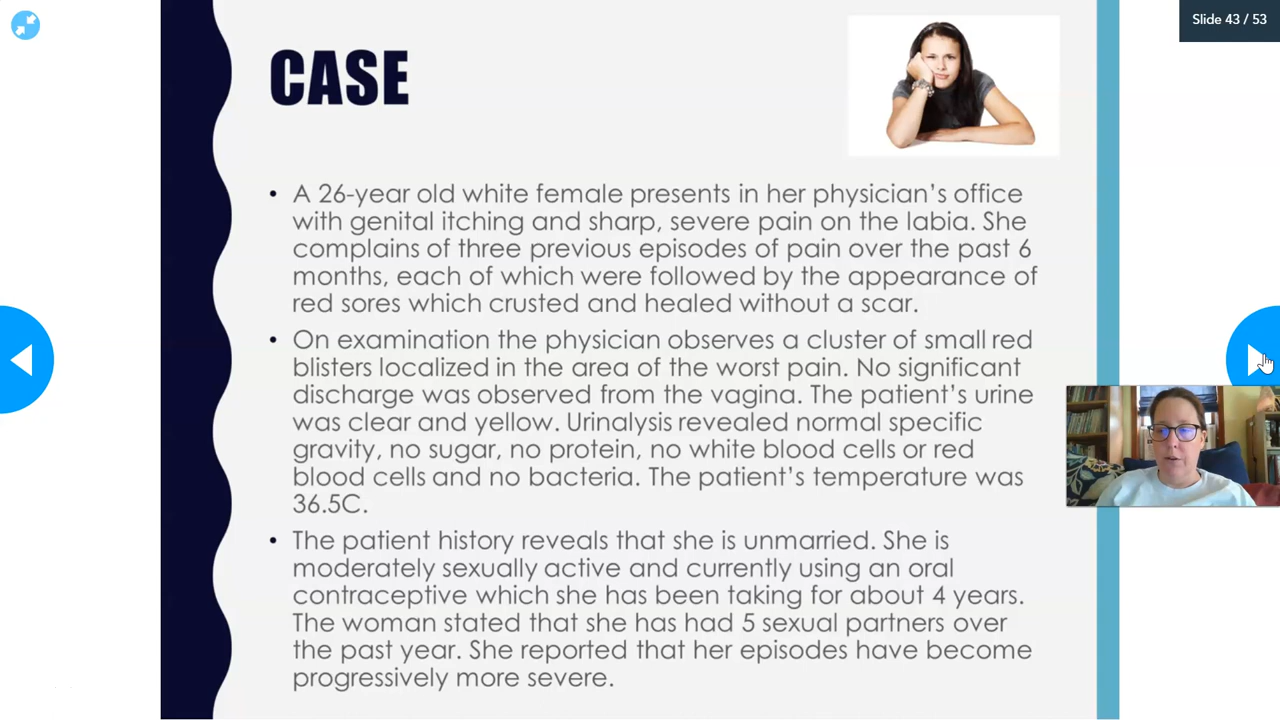 Slide 43 / 53
CASE
• A 26-year old white female presents in her physician’s office
with genital itching and sharp, severe pain on the labia. She
complains of three previous episodes of pain over the past 6
months, each of which were followed by the appearance of
red sores which crusted and healed without a scar.
• On examination the physician observes a cluster of small red
blisters localized in the area of the worst pain. No significant
discharge was observed from the vagina. The patient’s urine
was clear and yellow. Urinalysis revealed normal specific
gravity, no sugar, no protein, no white blood cells or red
blood cells and no bacteria. The patient’s temperature was
36.5C.
• The patient history reveals that she is unmarried. She is
moderately sexually active and currently using an oral
contraceptive which she has been taking for about 4 years.
The woman stated that she has had 5 sexual partners over
the past year. She reported that her episodes have become
progressively more severe.